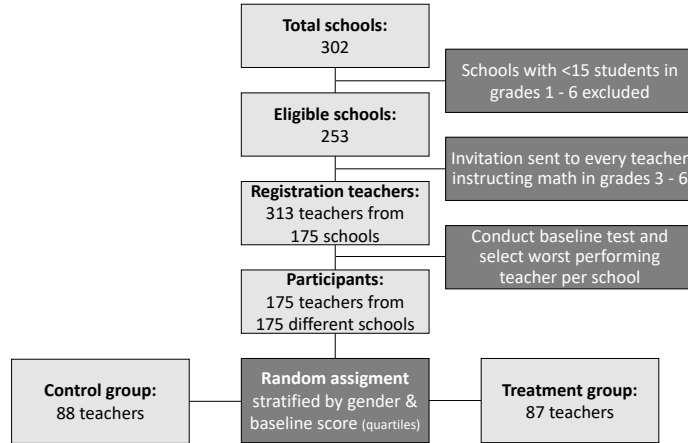 Total schools:
302
Schools with <15 students in
grades 1 - 6 excluded
Eligible schools:
253
Invitation sent to every teacher
instructing math in grades 3 - 6
Registration teachers:
313 teachers from
175 schools
Conduct baseline test and
select worst performing
teacher per school
Participants:
175 teachers from
175 different schools
Control group:
88 teachers
Random assigment
stratified by gender &
baseline score (quartiles)
Treatment group:
87 teachers